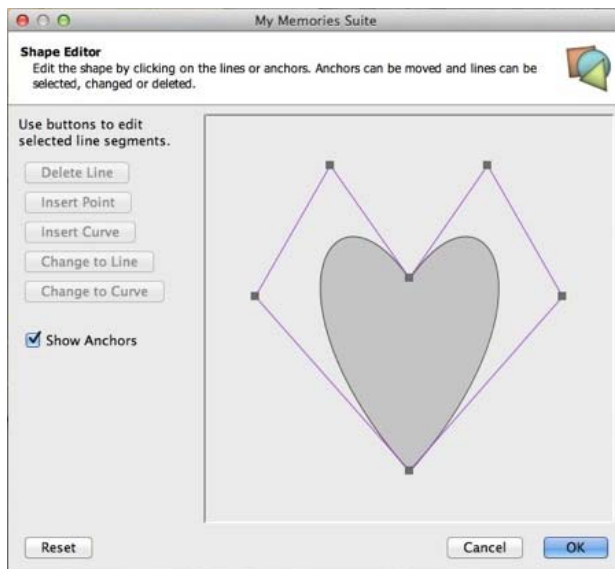 My Memories Suite
Shape Editor
Edit the shape by clicking on the lines or anchors. Anchors can be moved and lines can be
selected, changed or deleted.
Use buttons to edit
selected line segments.
Delete Line
Insert Point
Insert Curve
Change to Line
Change to Curve
Show Anchors
Reset
Cancel
OK